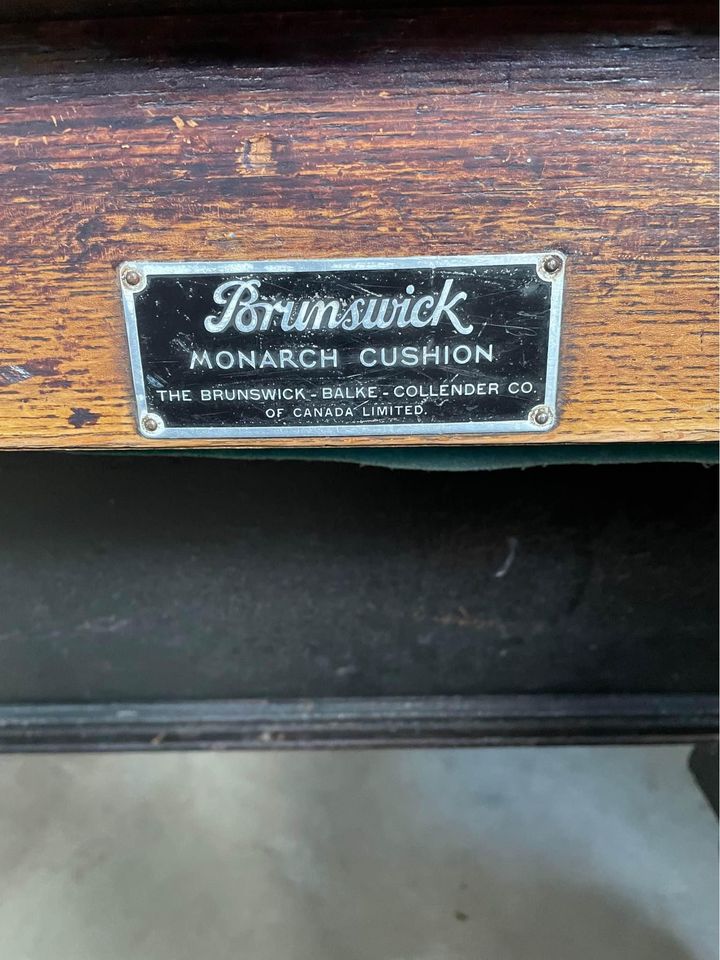 Brunswick
MONARCH CUSHION
THE BRUNSWICK - BALKE - COLLENDER CO.
OF CANADA LIMITED.